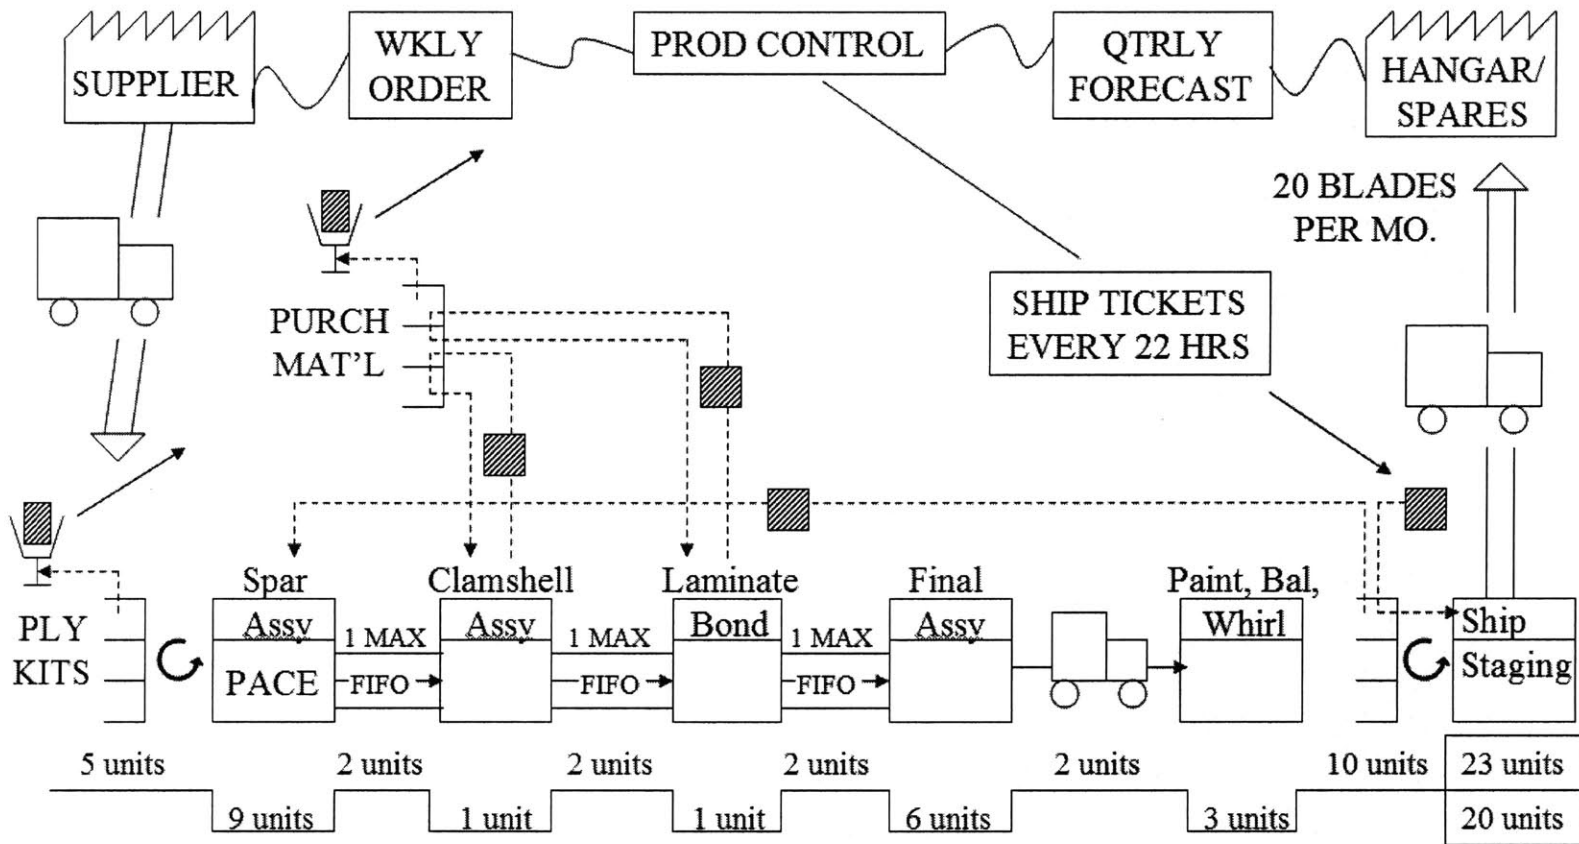 SUPPLIER
WKLY
ORDER
PROD CONTROL
QTRLY
FORECAST
HANGAR/
SPARES
20 BLADES
PER MO.
SHIP TICKETS
EVERY 22 HRS
PURCH
MAT'L
PLY
KITS
Spar
Assy
PACE
1 MAX
FIFO
Clamshell
Assy
1 MAX
FIFO
Laminate
Bond
1 MAX
FIFO
Final
Assy
Paint, Bal,
Whirl
Ship
Staging
5 units
2 units
2 units
2 units
2 units
10 units
23 units
9 units
1 unit
1 unit
6 units
3 units
20 units